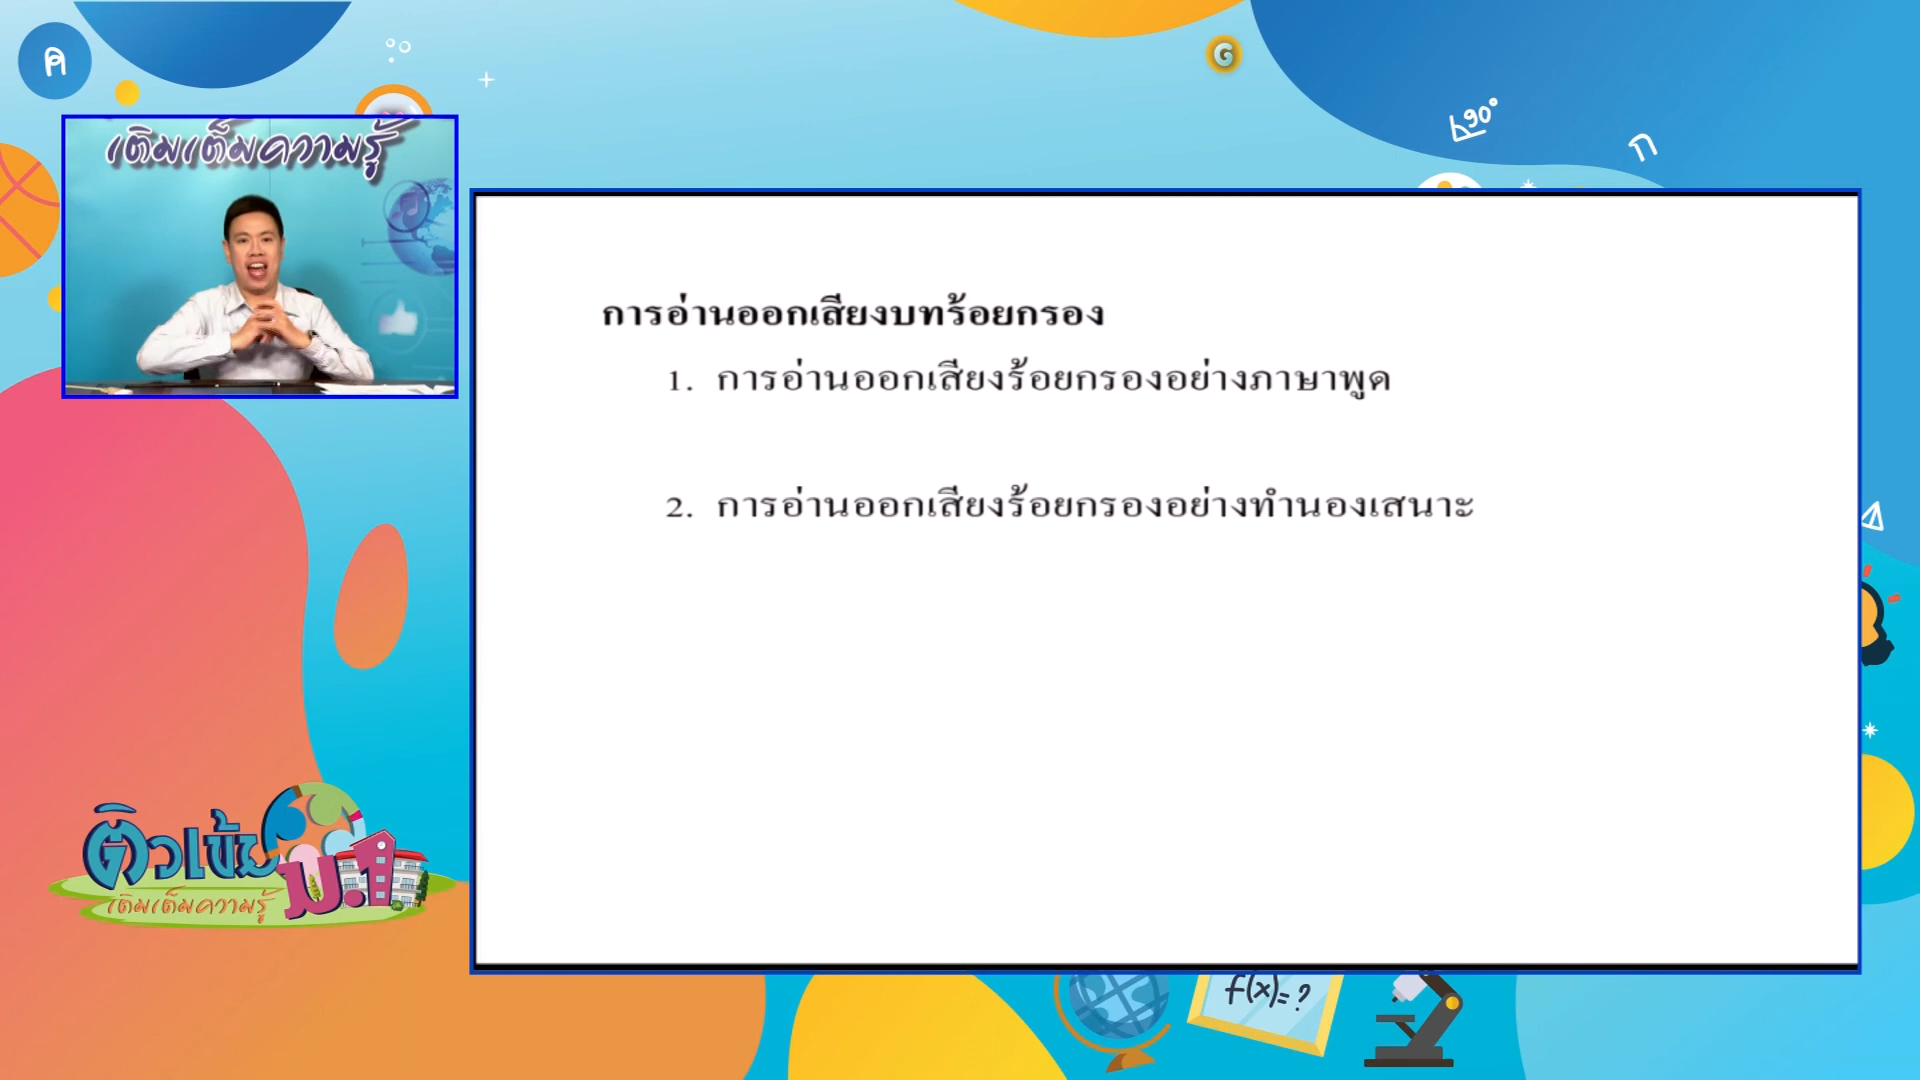 ค
เติมเต็มความรู้
90°
ก
การอ่านออกเสียงบทร้อยกรอง
1. การอ่านออกเสียงร้อยกรองอย่างภาษาพูด
2. การอ่านออกเสียงร้อยกรองอย่างทำนองเสนาะ
ติวเข้ม
ม.1
เติมเต็มความรู้
f(x)=?